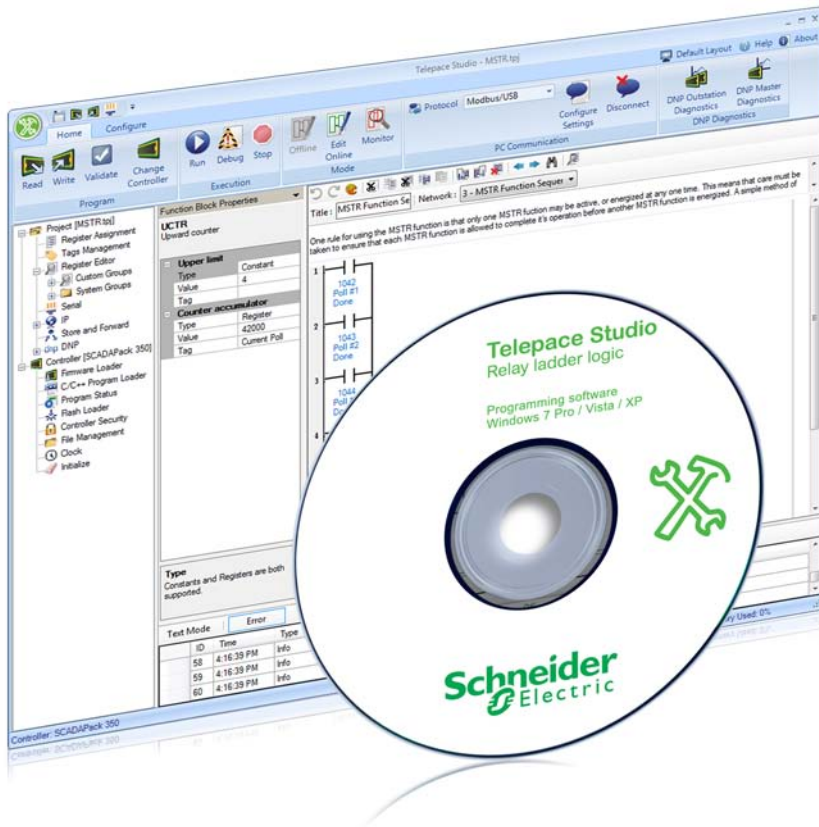 Telepace Studio - MSTR.tpj
Default Layout Help About
Home Configure
Read Write Validate Change Controller
Program
Run Debug Stop
Execution
Offline Edit Online Monitor
Mode
Protocol Modbus/USB
Configure Settings Disconnect
PC Communication
DNP Outstation Diagnostics DNP Master Diagnostics
DNP Diagnostics
Project [MSTR.tpj]
Register Assignment
Tags Management
Register Editor
Custom Groups
System Groups
Serial
IP
Store and Forward
DNP
Controller [SCADAPack 350]
Firmware Loader
C/C++ Program Loader
Program Status
Flash Loader
Controller Security
File Management
Clock
Initialize
Function Block Properties
UCTR
Upward counter
Upper limit
Type Constant
Value 4
Tag
Counter accumulator
Type Register
Value 42000
Tag Current Poll
Type
Constants and Registers are both
supported.
Title : MSTR Function Se Network : 3 - MSTR Function Sequer
One rule for using the MSTR function is that only one MSTR fuction may be active, or energized at any one time. This means that care must be
taken to ensure that each MSTR function is allowed to complete it's operation before another MSTR function is energized. A simple method of
1
1042
Poll #1
Done
2
1043
Poll #2
Done
3
1044
Poll
4
Text Mode Error
ID Time Type
58 4:16:39 PM Info
59 4:16:39 PM Info
60 4:16:39 PM Info
Used: 0%
Controller: SCADAPack 350
Telepace Studio
Relay ladder logic
Programming software
Windows 7 Pro / Vista / XP
Schneider
Electric